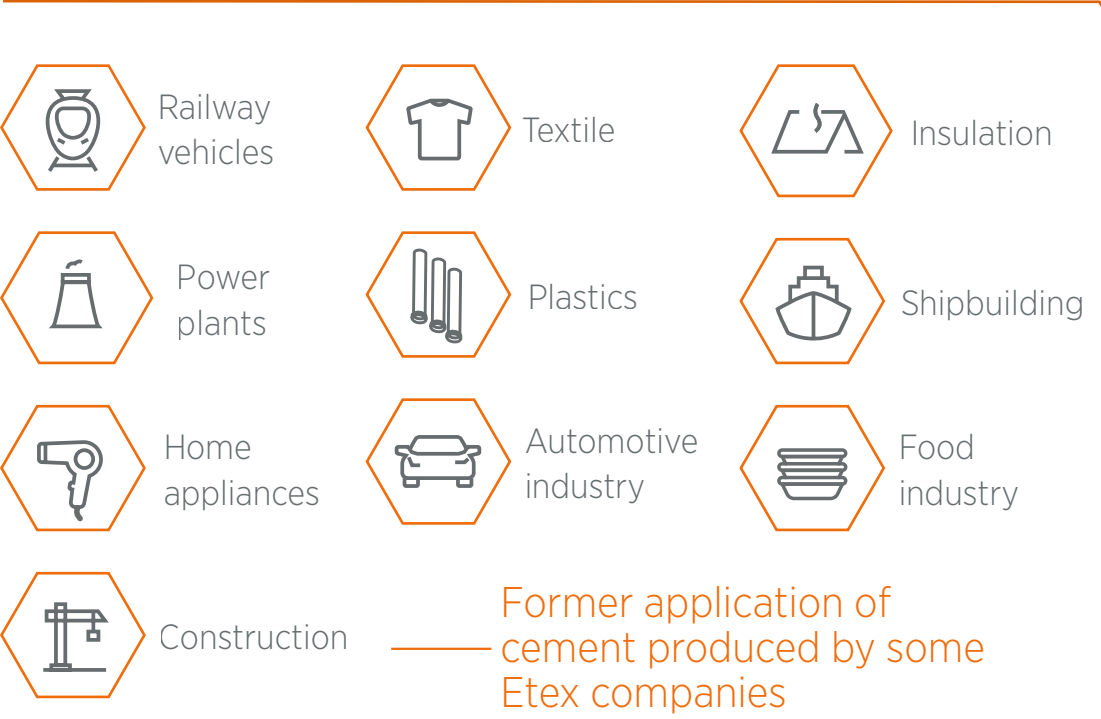 Railway
vehicles
Textile
Insulation
Power
plants
Plastics
Shipbuilding
Home
appliances
Automotive
industry
Food
industry
Construction
Former application of
cement produced by some
Etex companies